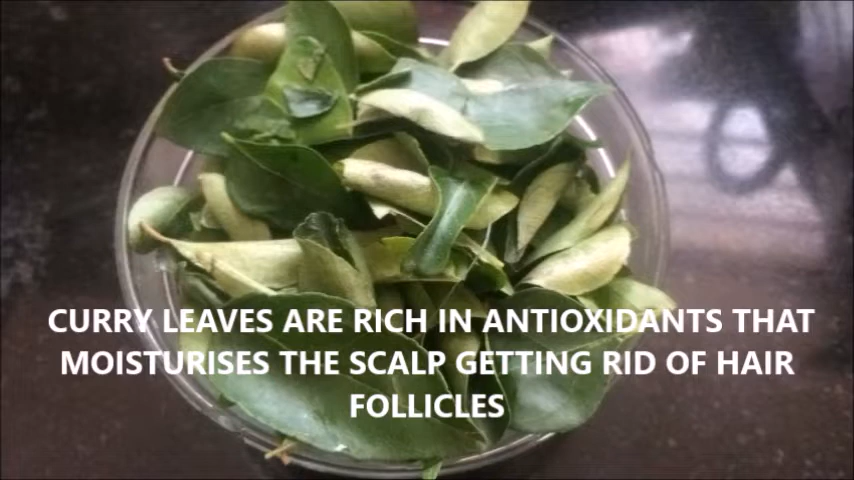 CURRY LEAVES ARE RICH IN ANTIOXIDANTS THAT
MOISTURISES THE SCALP GETTING RID OF HAIR
FOLLICLES